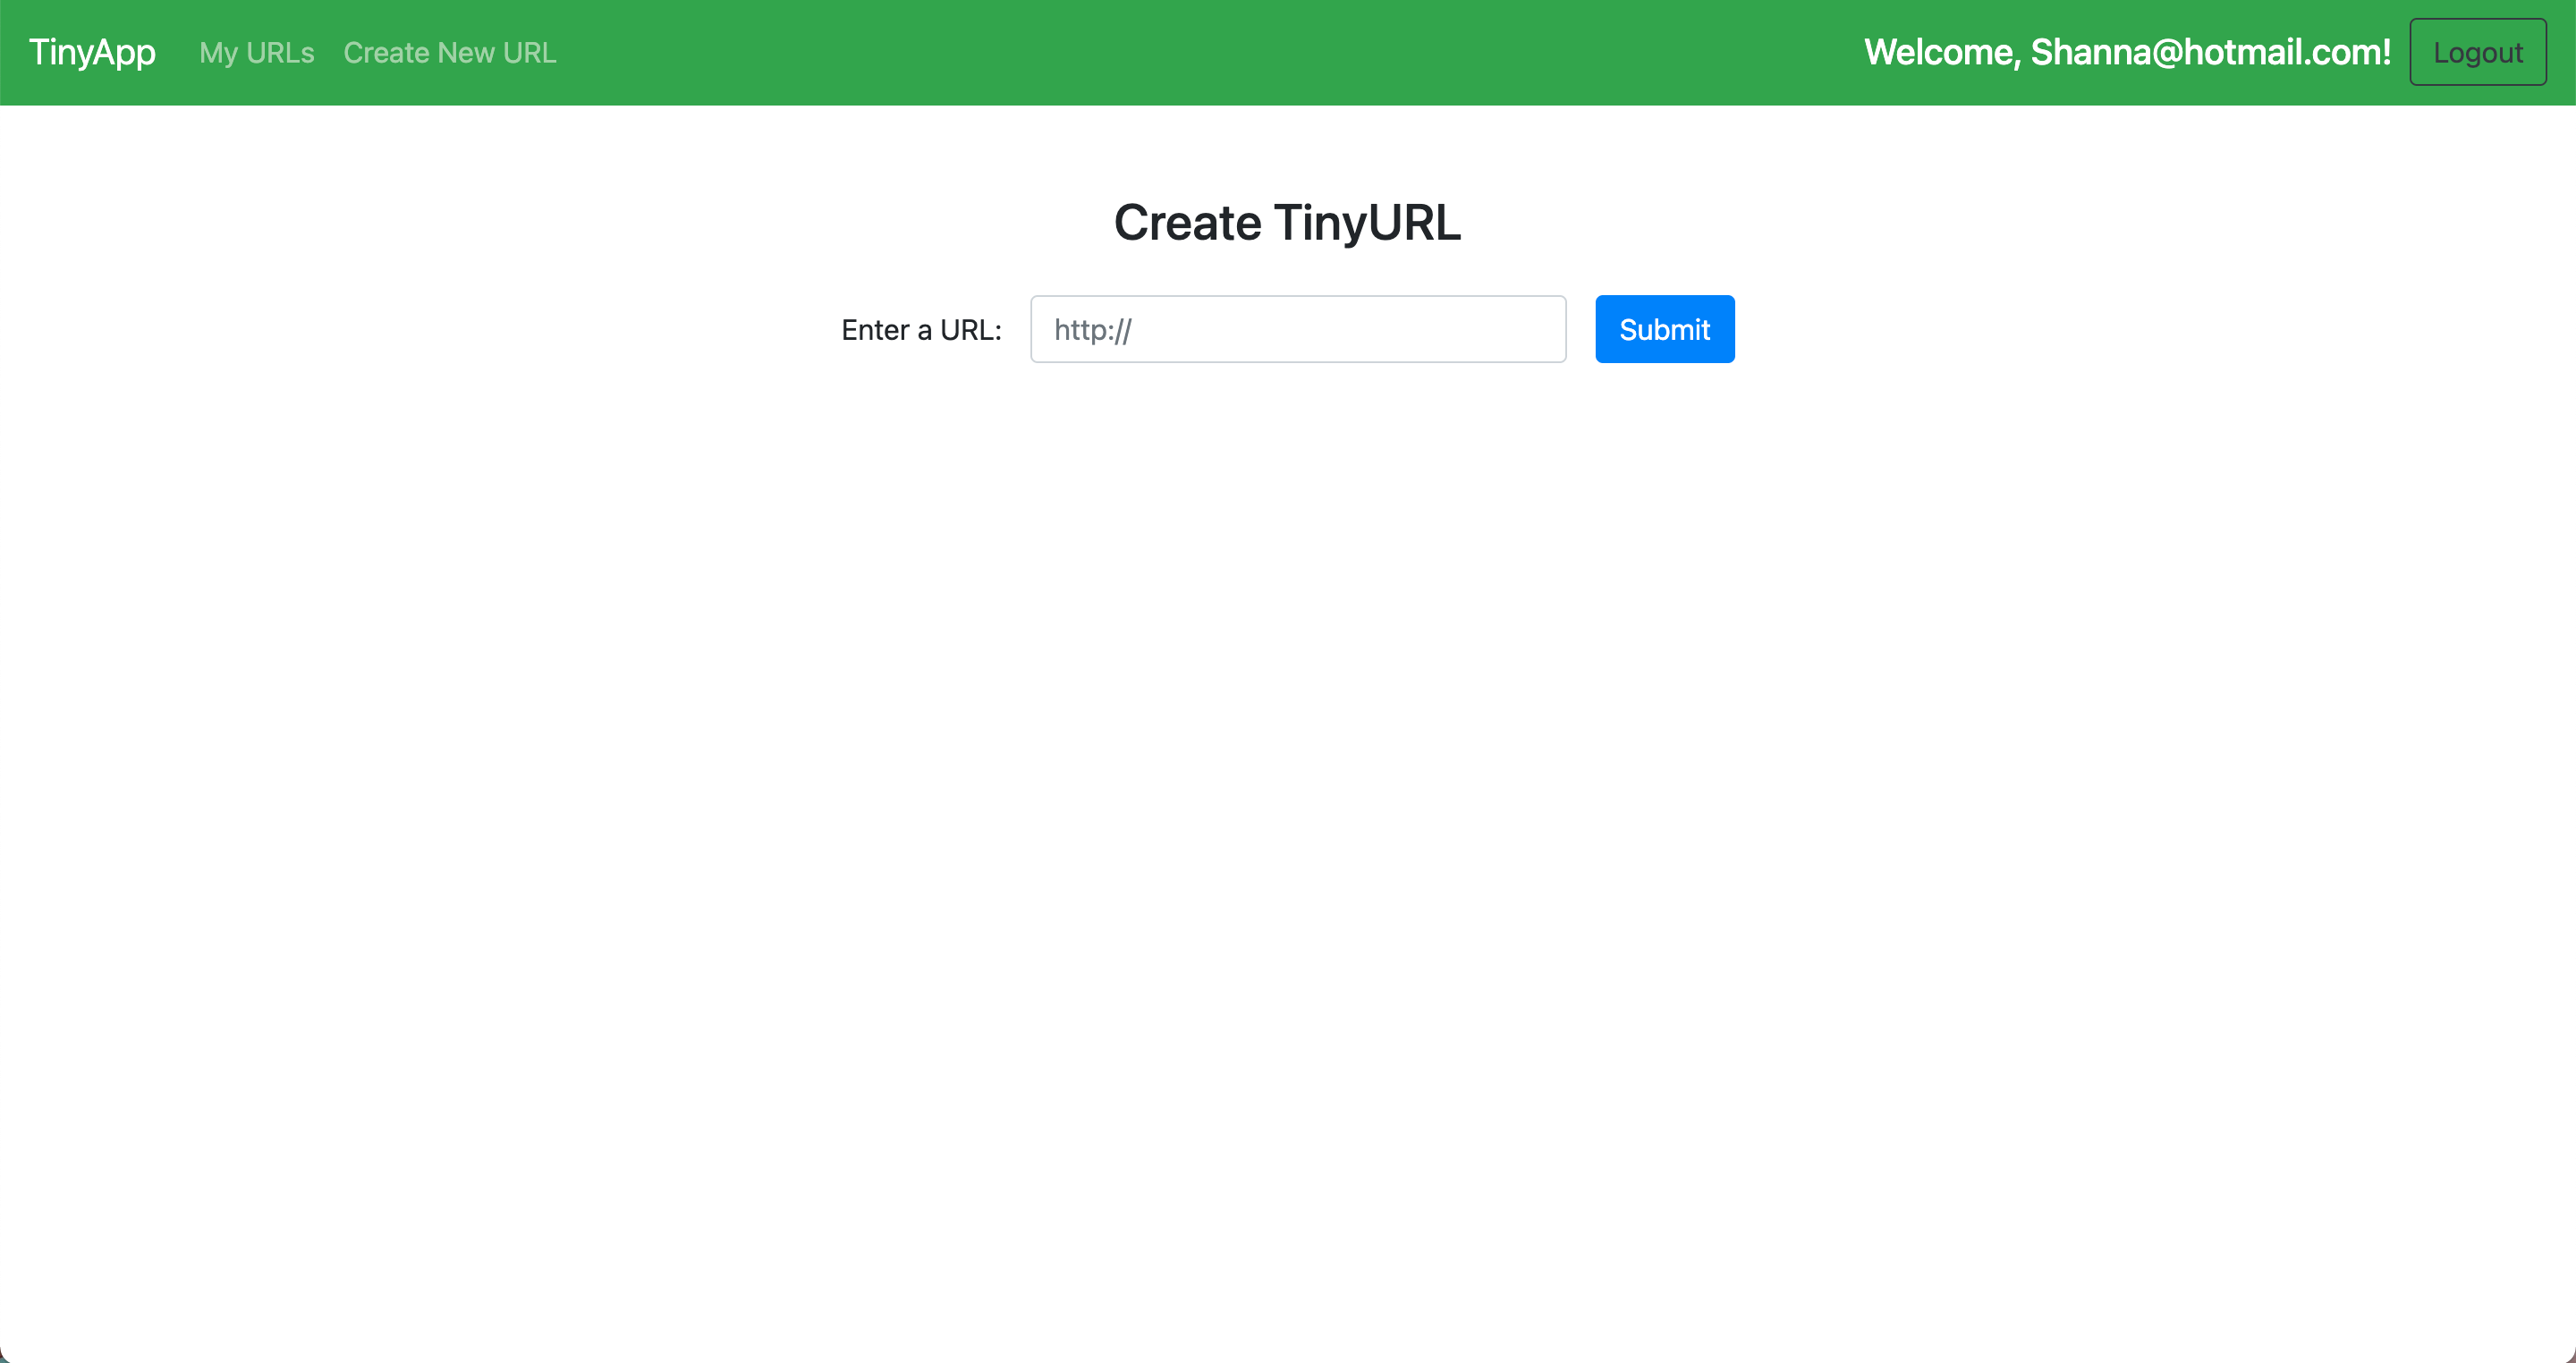 TinyApp My URLs Create New URL Welcome, Shanna@hotmail.com! Logout
Create TinyURL
Enter a URL: http:// Submit